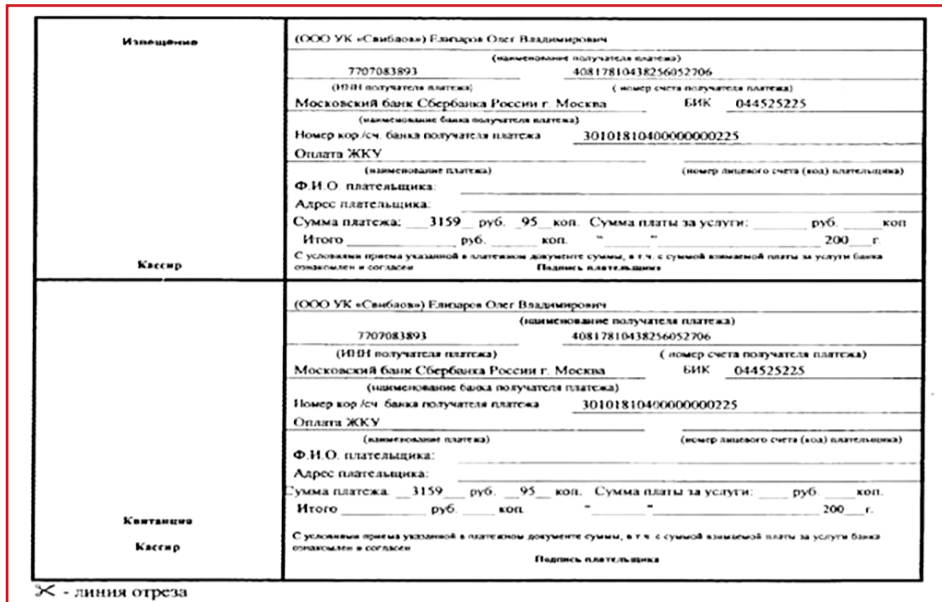 Извещение
Кассир
(ООО УК «Свиблов») Елизаров Олег Владимирович
(наименование получателя платежа)
7707083893 40817810438256052706
(ИНН получателя платежа) ( номер счета получателя платежа)
Московский банк Сбербанка России г. Москва БИК 044525225
(наименование банка получателя платежа)
Номер кор /сч. банка получателя платежа 30101810400000000225
Оплата ЖКУ
(наименование платежа) (номер лицевого счета (код) плательщика)
Ф.И.О. плательщика:
Адрес плательщика:
Сумма платежа: 3159 руб. 95 коп. Сумма платы за услуги: руб. коп
Итого руб. коп. " " 200 г.
С условиями приема указанной в платежном документе суммы, в т ч. с суммой взимаемой платы за услуги банка
ознакомлен и согласен Подпись плательщика
Квитанция
Кассир
(ООО УК «Свиблов») Елизаров Олег Владимирович
(наименование получателя платежа)
7707083893 40817810438256052706
(ИНН получателя платежа) ( номер счета получателя платежа)
Московский банк Сбербанка России г. Москва БИК 044525225
(наименование банка получателя платежа)
Номер кор /сч. банка получателя платежа 30101810400000000225
Оплата ЖКУ
(наименование платежа) (номер лицевого счета (код) плательщика)
Ф.И.О. плательщика:
Адрес плательщика:
Сумма платежа 3159 руб. 95 коп. Сумма платы за услуги: руб. коп.
Итого руб. коп. " " 200 г.
С условиями приема указанной в платежном документе суммы, в т ч. с суммой взимаемой платы за услуги банка
ознакомлен и согласен
Подпись плательщика
- линия отреза